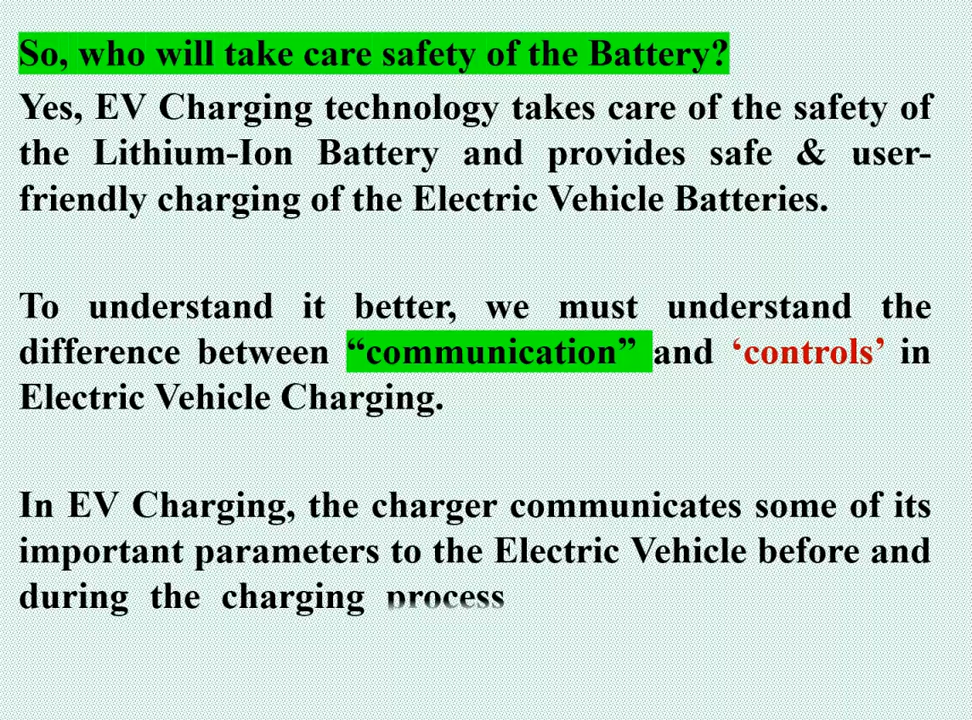 So, who will take care safety of the Battery?
Yes, EV Charging technology takes care of the safety of
the Lithium-Ion Battery and provides safe & user-
friendly charging of the Electric Vehicle Batteries.
To understand it better, we must understand the
difference between “communication” and ‘controls’ in
Electric Vehicle Charging.
In EV Charging, the charger communicates some of its
important parameters to the Electric Vehicle before and
during the charging process